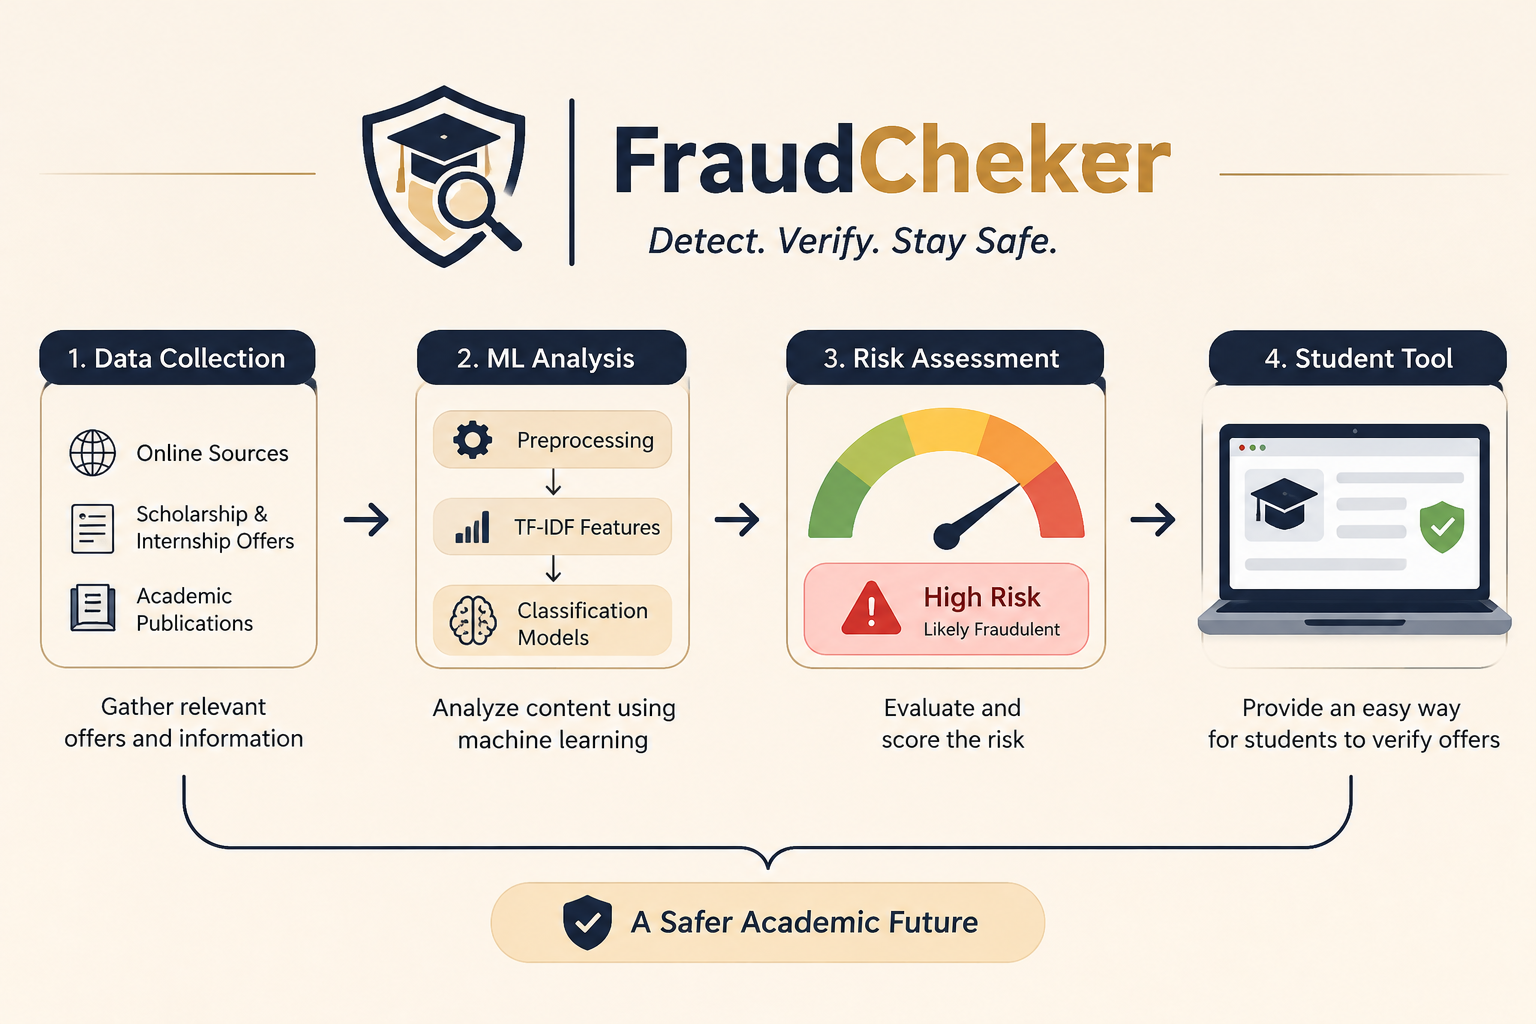 FraudCheker
Detect. Verify. Stay Safe.
1. Data Collection
Online Sources
Scholarship &
Internship Offers
Academic
Publications
Gather relevant
offers and information
2. ML Analysis
Preprocessing
TF-IDF Features
Classification
Models
Analyze content using
machine learning
3. Risk Assessment
High Risk
Likely Fraudulent
Evaluate and
score the risk
4. Student Tool
Provide an easy way
for students to verify offers
A Safer Academic Future